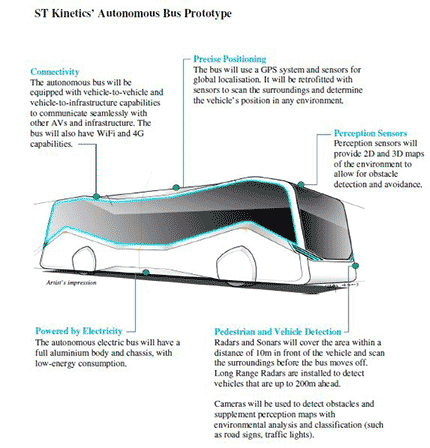 ST Kinetics' Autonomous Bus Prototype
Precise Positioning
The bus will use a GPS system and sensors for
global localisation. It will be retrofitted with
sensors to scan the surroundings and determine
the vehicle's position in any environment.
Connectivity
The autonomous bus will be
equipped with vehicle-to-vehicle and
vehicle-to-infrastructure capabilities
to communicate seamlessly with
other AVs and infrastructure. The
bus will also have WiFi and 4G
capabilities.
Perception Sensors
Perception sensors will
provide 2D and 3D maps
of the environment to
allow for obstacle
detection and avoidance.
Artist's impression
Powered by Electricity
The autonomous electric bus will have a
full aluminium body and chassis, with
low-energy consumption.
Pedestrian and Vehicle Detection
Radars and Sonars will cover the area within a
distance of 10m in front of the vehicle and scan
the surroundings before the bus moves off.
Long Range Radars are installed to detect
vehicles that are up to 200m ahead.
Cameras will be used to detect obstacles and
supplement perception maps with
environmental analysis and classification (such
as road signs, traffic lights).